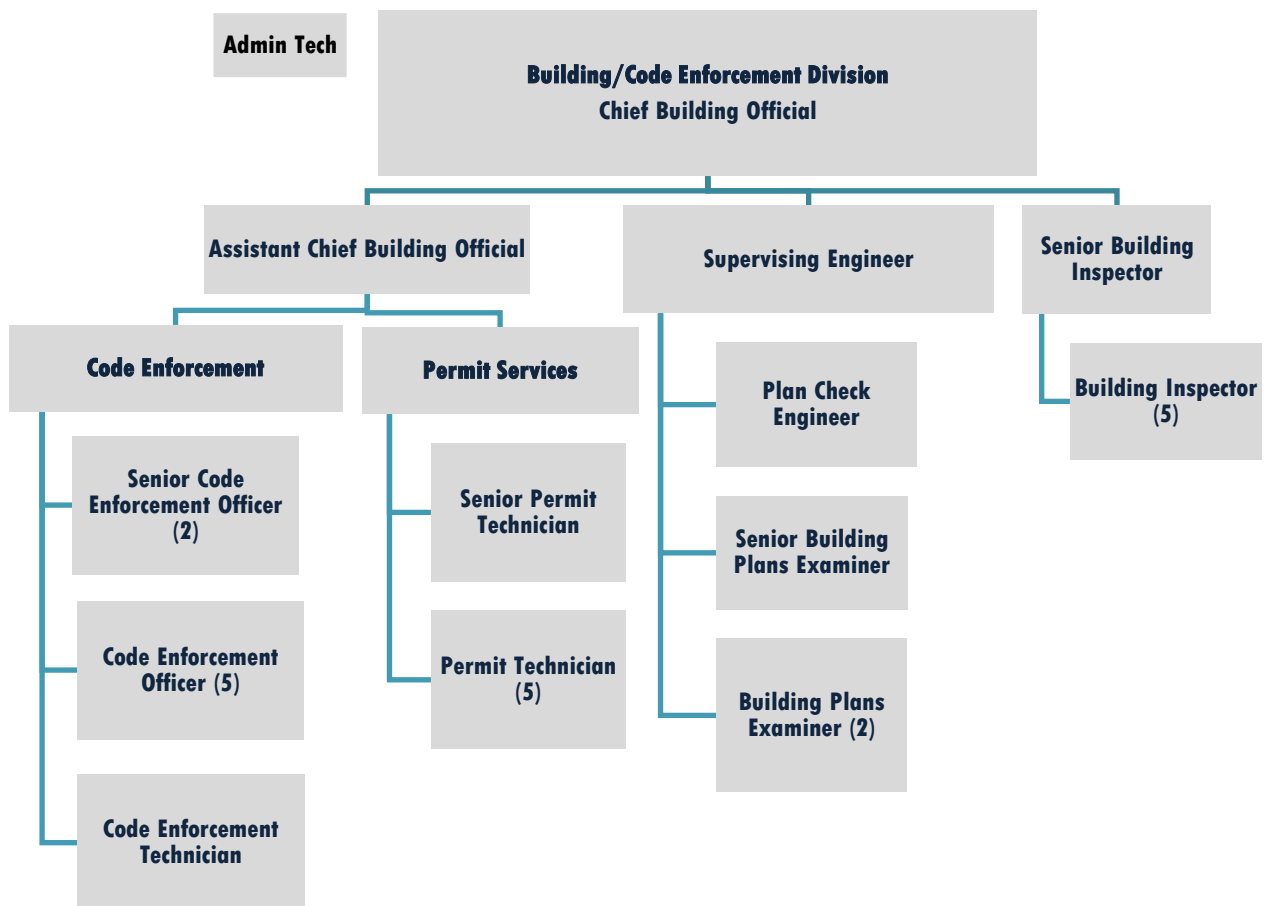 Admin Tech
Building/Code Enforcement Division
Chief Building Official
Assistant Chief Building Official
Supervising Engineer
Senior Building
Inspector
Code Enforcement
Permit Services
Plan Check
Engineer
Building Inspector
(5)
Senior Code
Enforcement Officer
(2)
Senior Permit
Technician
Senior Building
Plans Examiner
Code Enforcement
Officer (5)
Permit Technician
(5)
Building Plans
Examiner (2)
Code Enforcement
Technician